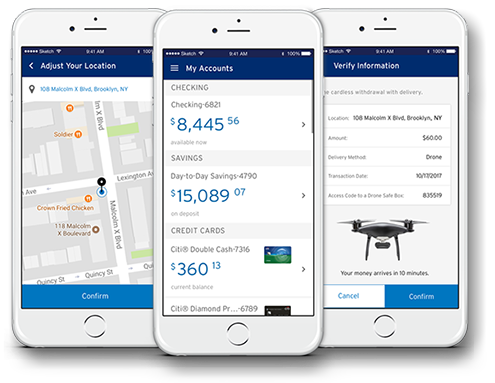 Sketch
9:41 AM
Adjust Your Location
108 Malcolm X Blvd, Brooklyn, NY
Soldier
Lexington Ave
Crown Fried Chicken
118 Malcolm X Boulevard
Malcolm X Blvd
Quincy St
Quincy St
Confirm
Sketch
9:41 AM
My Accounts
CHECKING
Checking-6821
$8,445 56
available now
SAVINGS
Day-to-Day Savings-4790
$15,089 07
on deposit
CREDIT CARDS
Citi® Double Cash-7316
$360 13
current balance
Citi® Diamond Pr...-6789
9:41 AM
Verify Information
cardless withdrawal with delivery.
Location: 108 Malcolm X Blvd, Brooklyn, NY
Amount: $60.00
Delivery Method: Drone
Transaction Date: 10/17/2017
Access Code to a Drone Safe Box: 835519
Your money arrives in 10 minutes.
Cancel
Confirm